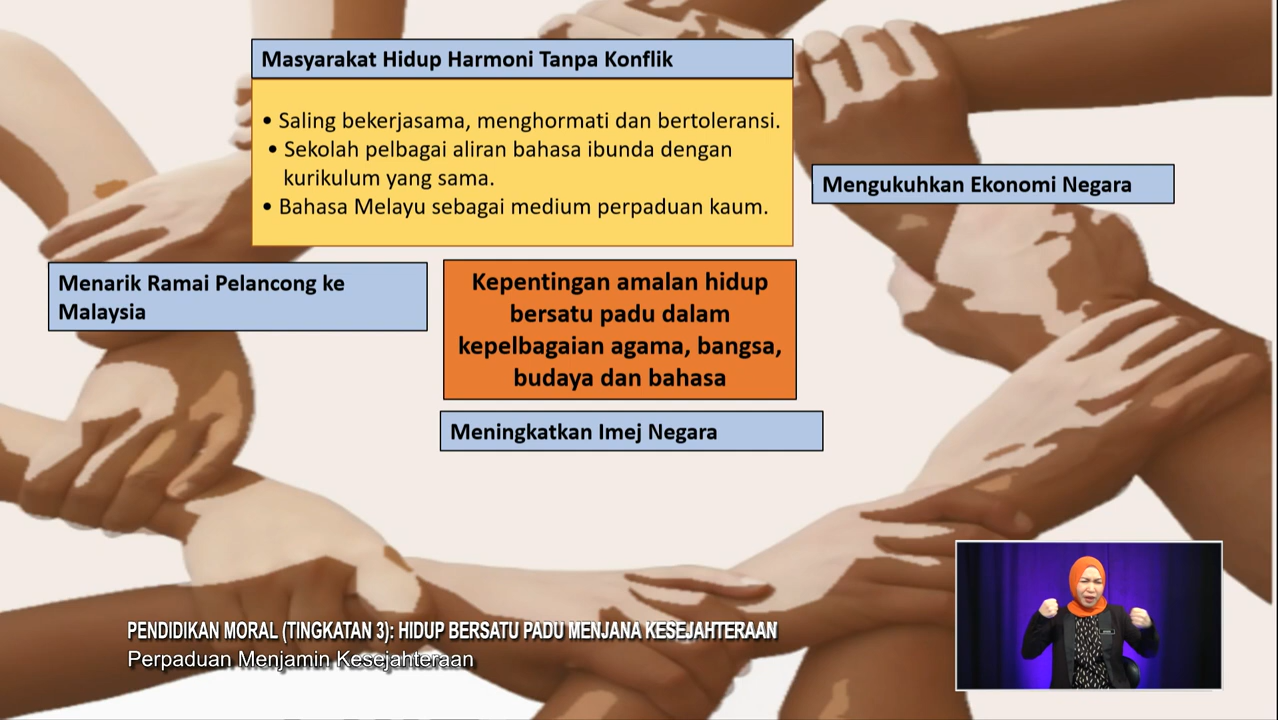 Masyarakat Hidup Harmoni Tanpa Konflik
• Saling bekerjasama, menghormati dan bertoleransi.
• Sekolah pelbagai aliran bahasa ibunda dengan
kurikulum yang sama.
• Bahasa Melayu sebagai medium perpaduan kaum.
Mengukuhkan Ekonomi Negara
Menarik Ramai Pelancong ke
Malaysia
Kepentingan amalan hidup
bersatu padu dalam
kepelbagaian agama, bangsa,
budaya dan bahasa
Meningkatkan Imej Negara
PENDIDIKAN MORAL (TINGKATAN 3): HIDUP BERSATU PADU MENJANA KESEJAHTERAAN
Perpaduan Menjamin Kesejahteraan